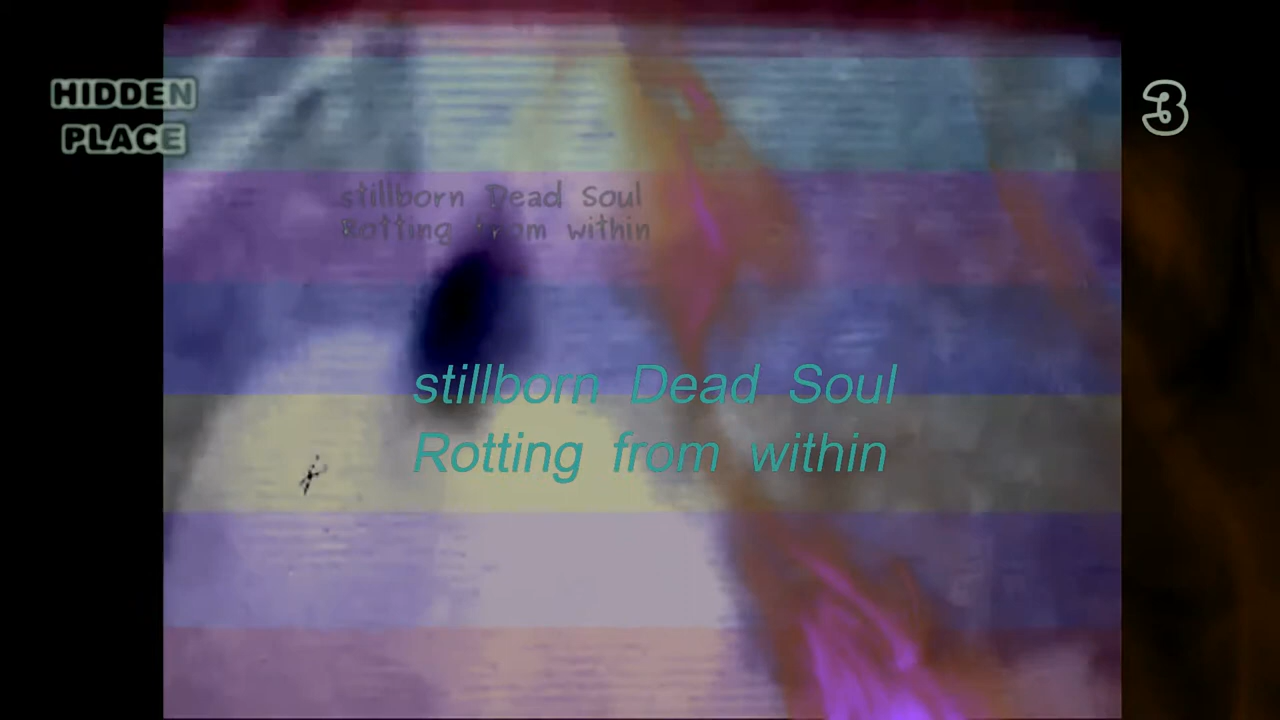 HIDDEN
PLACE
3
stillborn Dead Soul
Rotting from within
stillborn Dead Soul
Rotting from within